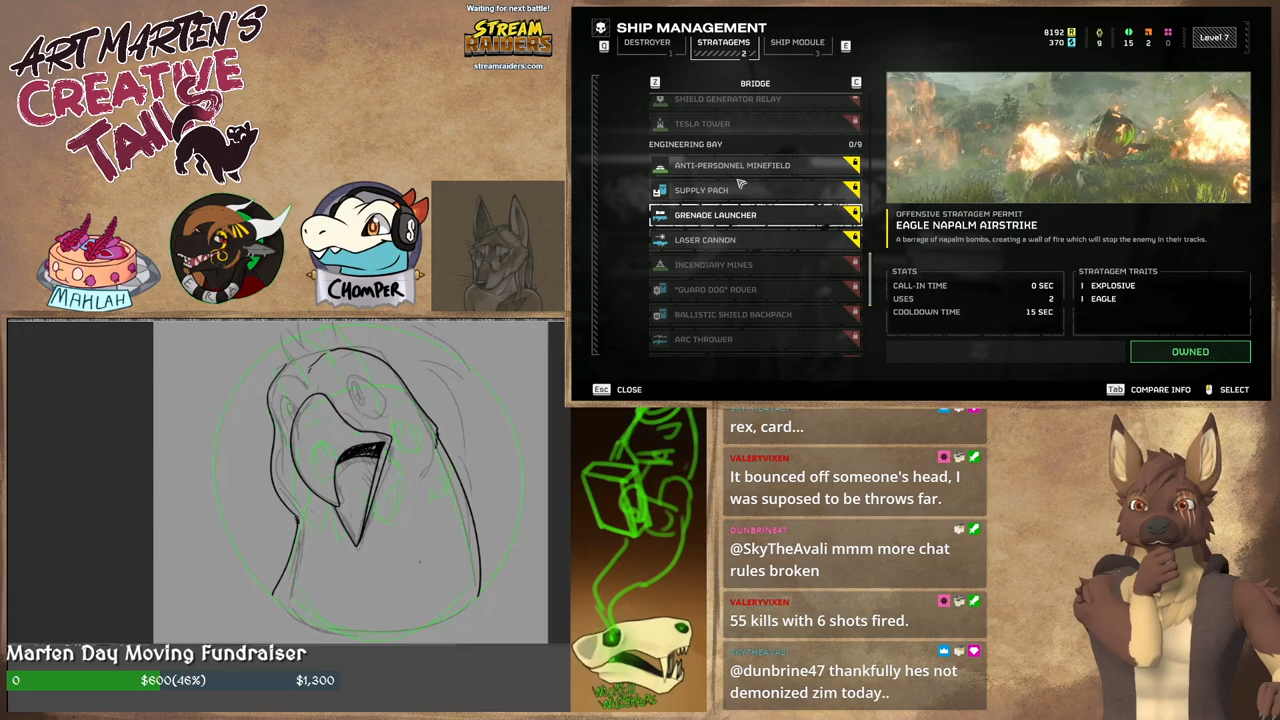 ART MARTEN'S
CREATIVE
TAILS
Waiting for next battle!
STREAM
RAIDERS
streamraiders.com
MAHLAH
CHOMPER
SHIP MANAGEMENT
Q DESTROYER 1 STRATAGEMS 2 SHIP MODULE 3 E
8192 R
370 S
9 15 2 0
Level 7
Z BRIDGE C
SHIELD GENERATOR RELAY
TESLA TOWER
ENGINEERING BAY 0/9
ANTI-PERSONNEL MINEFIELD
SUPPLY PACK
GRENADE LAUNCHER
LASER CANNON
INCENDIARY MINES
"GUARD DOG" ROVER
BALLISTIC SHIELD BACKPACK
ARC THROWER
OFFENSIVE STRATAGEM PERMIT
EAGLE NAPALM AIRSTRIKE
A barrage of napalm bombs, creating a wall of fire which will stop the enemy in their tracks.
STATS
CALL-IN TIME 0 SEC
USES 2
COOLDOWN TIME 15 SEC
STRATAGEM TRAITS
EXPLOSIVE
EAGLE
OWNED
Esc CLOSE
Tab COMPARE INFO SELECT
rex, card...
VALERYVIXEN
It bounced off someone's head, I
was suposed to be throws far.
DUNBRINE47
@SkyTheAvali mmm more chat
rules broken
VALERYVIXEN
55 kills with 6 shots fired.
SKYTHEAVALI
@dunbrine47 thankfully hes not
demonized zim today..
Marten Day Moving Fundraiser
0 $600(46%) $1,300